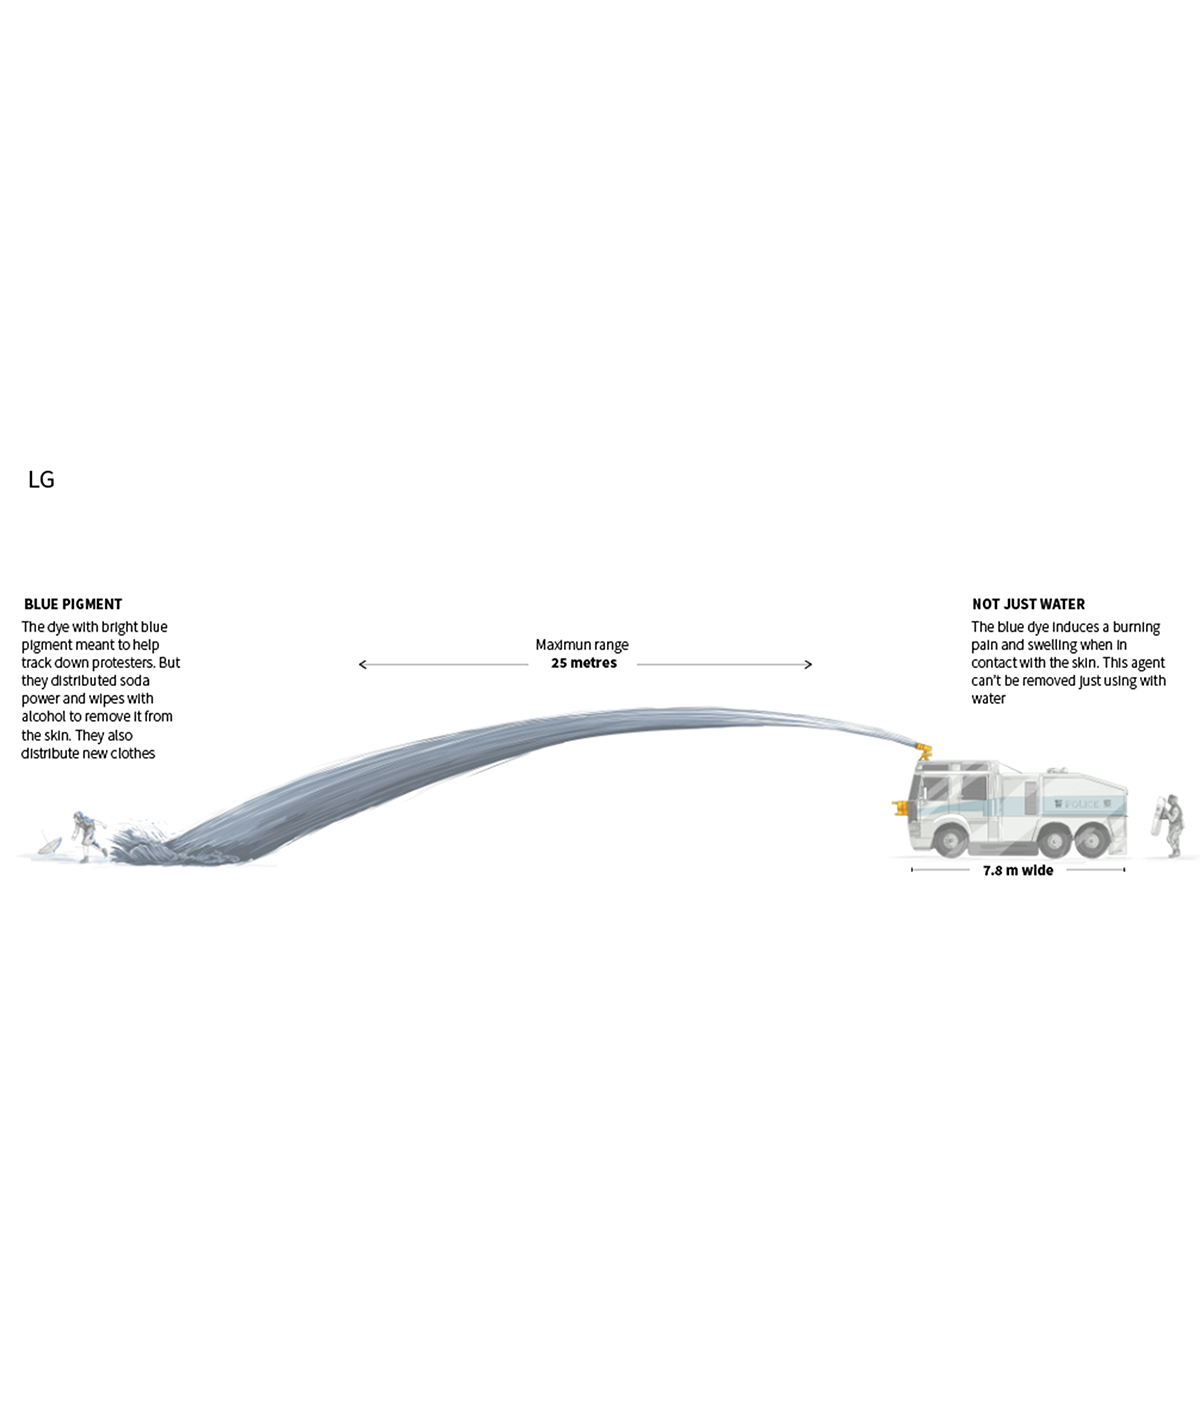 LG
BLUE PIGMENT
The dye with bright blue
pigment meant to help
track down protesters. But
they distributed soda
power and wipes with
alcohol to remove it from
the skin. They also
distribute new clothes
Maximun range
25 metres
NOT JUST WATER
The blue dye induces a burning
pain and swelling when in
contact with the skin. This agent
can't be removed just using with
water
POLICE
7.8 m wide